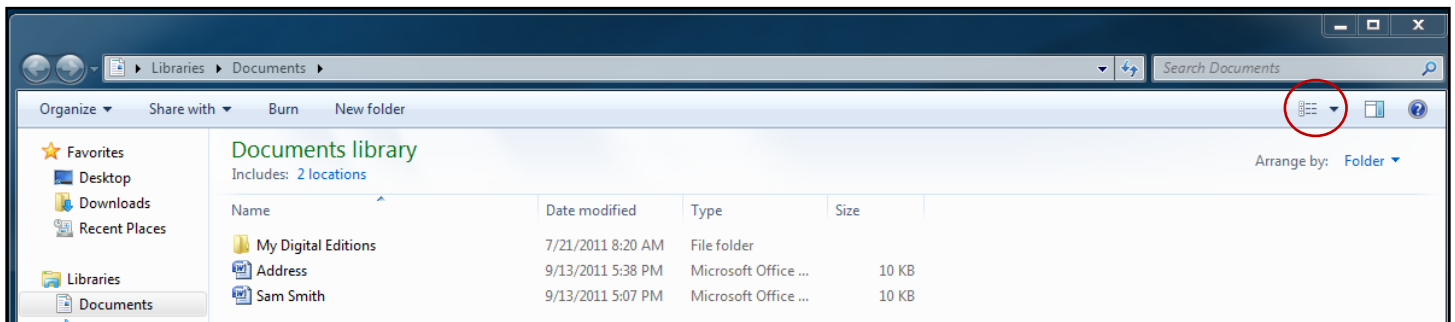 Libraries Documents
Search Documents
Organize Share with Burn New folder
Favorites
Desktop
Downloads
Recent Places
Libraries
Documents
Documents library
Includes: 2 locations
Arrange by: Folder
Name Date modified Type Size
My Digital Editions 7/21/2011 8:20 AM File folder
Address 9/13/2011 5:38 PM Microsoft Office ... 10 KB
Sam Smith 9/13/2011 5:07 PM Microsoft Office ... 10 KB